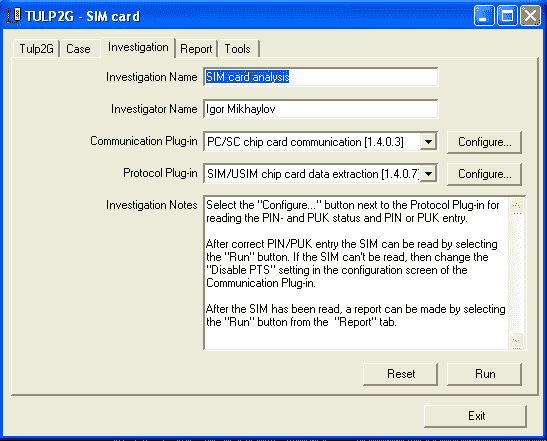 TULP2G - SIM card
Tulp2G Case Investigation Report Tools
Investigation Name SIM card analysis
Investigator Name Igor Mikhaylov
Communication Plug-in PC/SC chip card communication [1.4.0.3] Configure...
Protocol Plug-in SIM/USIM chip card data extraction [1.4.0.7] Configure...
Investigation Notes Select the "Configure..." button next to the Protocol Plug-in for
reading the PIN- and PUK status and PIN or PUK entry.
After correct PIN/PUK entry the SIM can be read by selecting
the "Run" button. If the SIM can't be read, then change the
"Disable PTS" setting in the configuration screen of the
Communication Plug-in.
After the SIM has been read, a report can be made by selecting
the "Run" button from the "Report" tab.
Reset Run
Exit